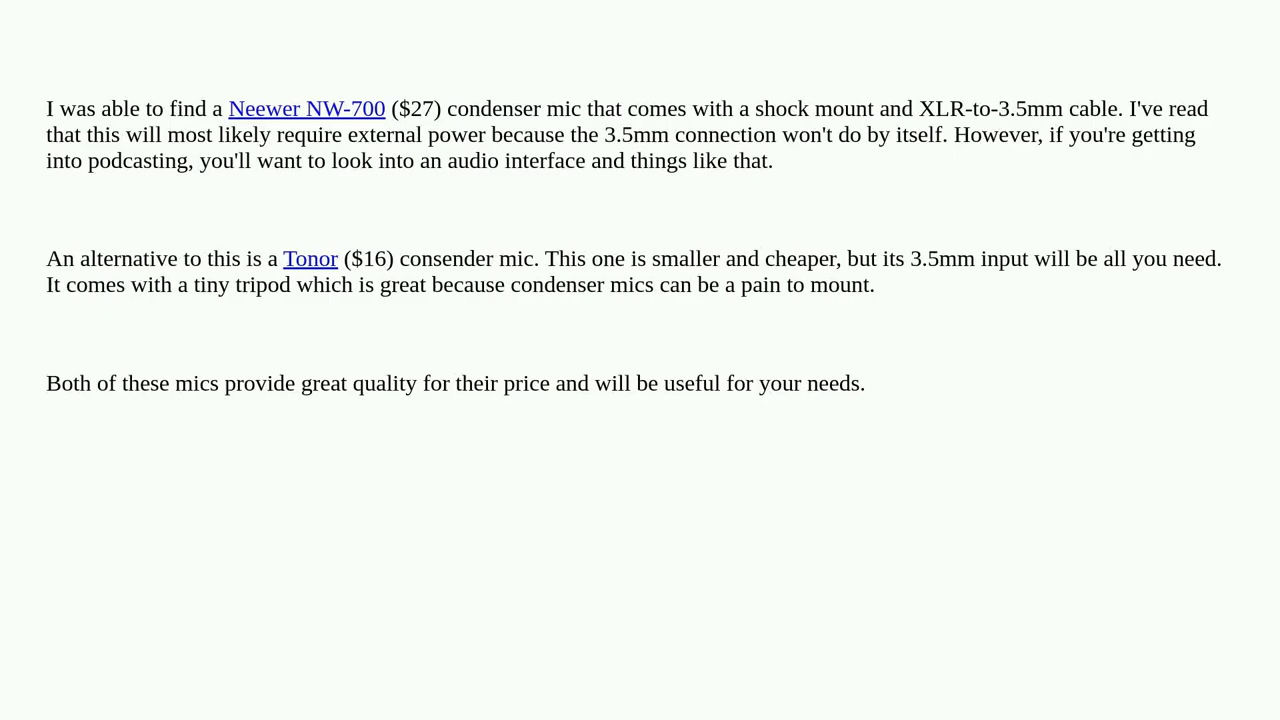 I was able to find a Neewer NW-700 ($27) condenser mic that comes with a shock mount and XLR-to-3.5mm cable. I've read
that this will most likely require external power because the 3.5mm connection won't do by itself. However, if you're getting
into podcasting, you'll want to look into an audio interface and things like that.
An alternative to this is a Tonor ($16) consender mic. This one is smaller and cheaper, but its 3.5mm input will be all you need.
It comes with a tiny tripod which is great because condenser mics can be a pain to mount.
Both of these mics provide great quality for their price and will be useful for your needs.